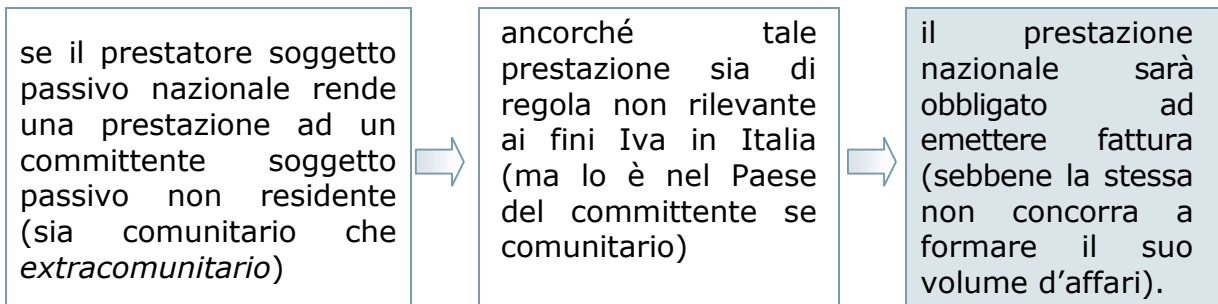 se il prestatore soggetto
passivo nazionale rende
una prestazione ad un
committente soggetto
passivo non residente
(sia comunitario che
extracomunitario)
ancorché tale
prestazione sia di
regola non rilevante
ai fini Iva in Italia
(ma lo è nel Paese
del committente se
comunitario)
il prestazione
nazionale sarà
obbligato ad
emettere fattura
(sebbene la stessa
non concorra a
formare il suo
volume d’affari).